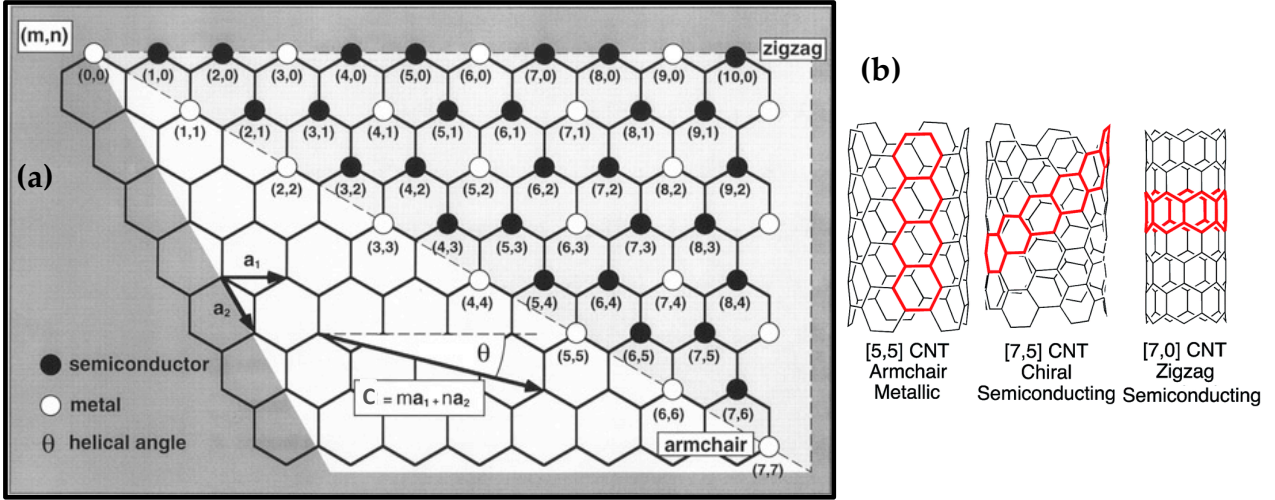 (m,n)
zigzag
(0,0) (1,0) (2,0) (3,0) (4,0) (5,0) (6,0) (7,0) (8,0) (9,0) (10,0)
(1,1) (2,1) (3,1) (4,1) (5,1) (6,1) (7,1) (8,1) (9,1)
(a)
(2,2) (3,2) (4,2) (5,2) (6,2) (7,2) (8,2) (9,2)
(3,3) (4,3) (5,3) (6,3) (7,3) (8,3)
a₁
a₂
(4,4) (5,4) (6,4) (7,4) (8,4)
θ
(5,5) (6,5) (7,5)
C = ma₁ + na₂
(6,6) (7,6)
armchair
(7,7)
semiconductor
metal
θ helical angle
(b)
[5,5] CNT
Armchair
Metallic
[7,5] CNT
Chiral
Semiconducting
[7,0] CNT
Zigzag
Semiconducting